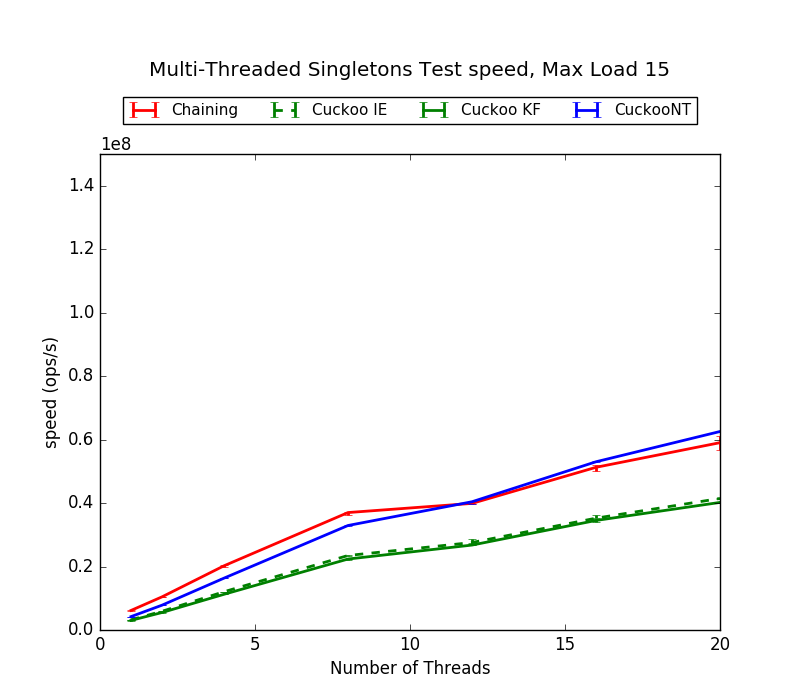 Multi-Threaded Singletons Test speed, Max Load 15
Chaining Cuckoo IE Cuckoo KF CuckooNT
1e8
1.4
1.2
1.0
0.8
0.6
0.4
0.2
0.0
speed (ops/s)
0 5 10 15 20
Number of Threads